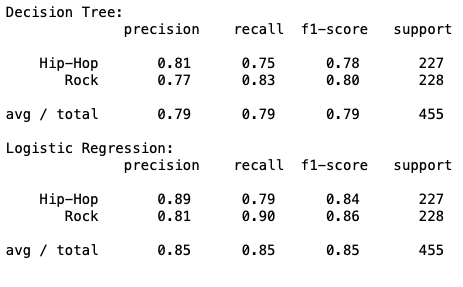 Decision Tree:
precision recall f1-score support
Hip-Hop 0.81 0.75 0.78 227
Rock 0.77 0.83 0.80 228
avg / total 0.79 0.79 0.79 455
Logistic Regression:
precision recall f1-score support
Hip-Hop 0.89 0.79 0.84 227
Rock 0.81 0.90 0.86 228
avg / total 0.85 0.85 0.85 455